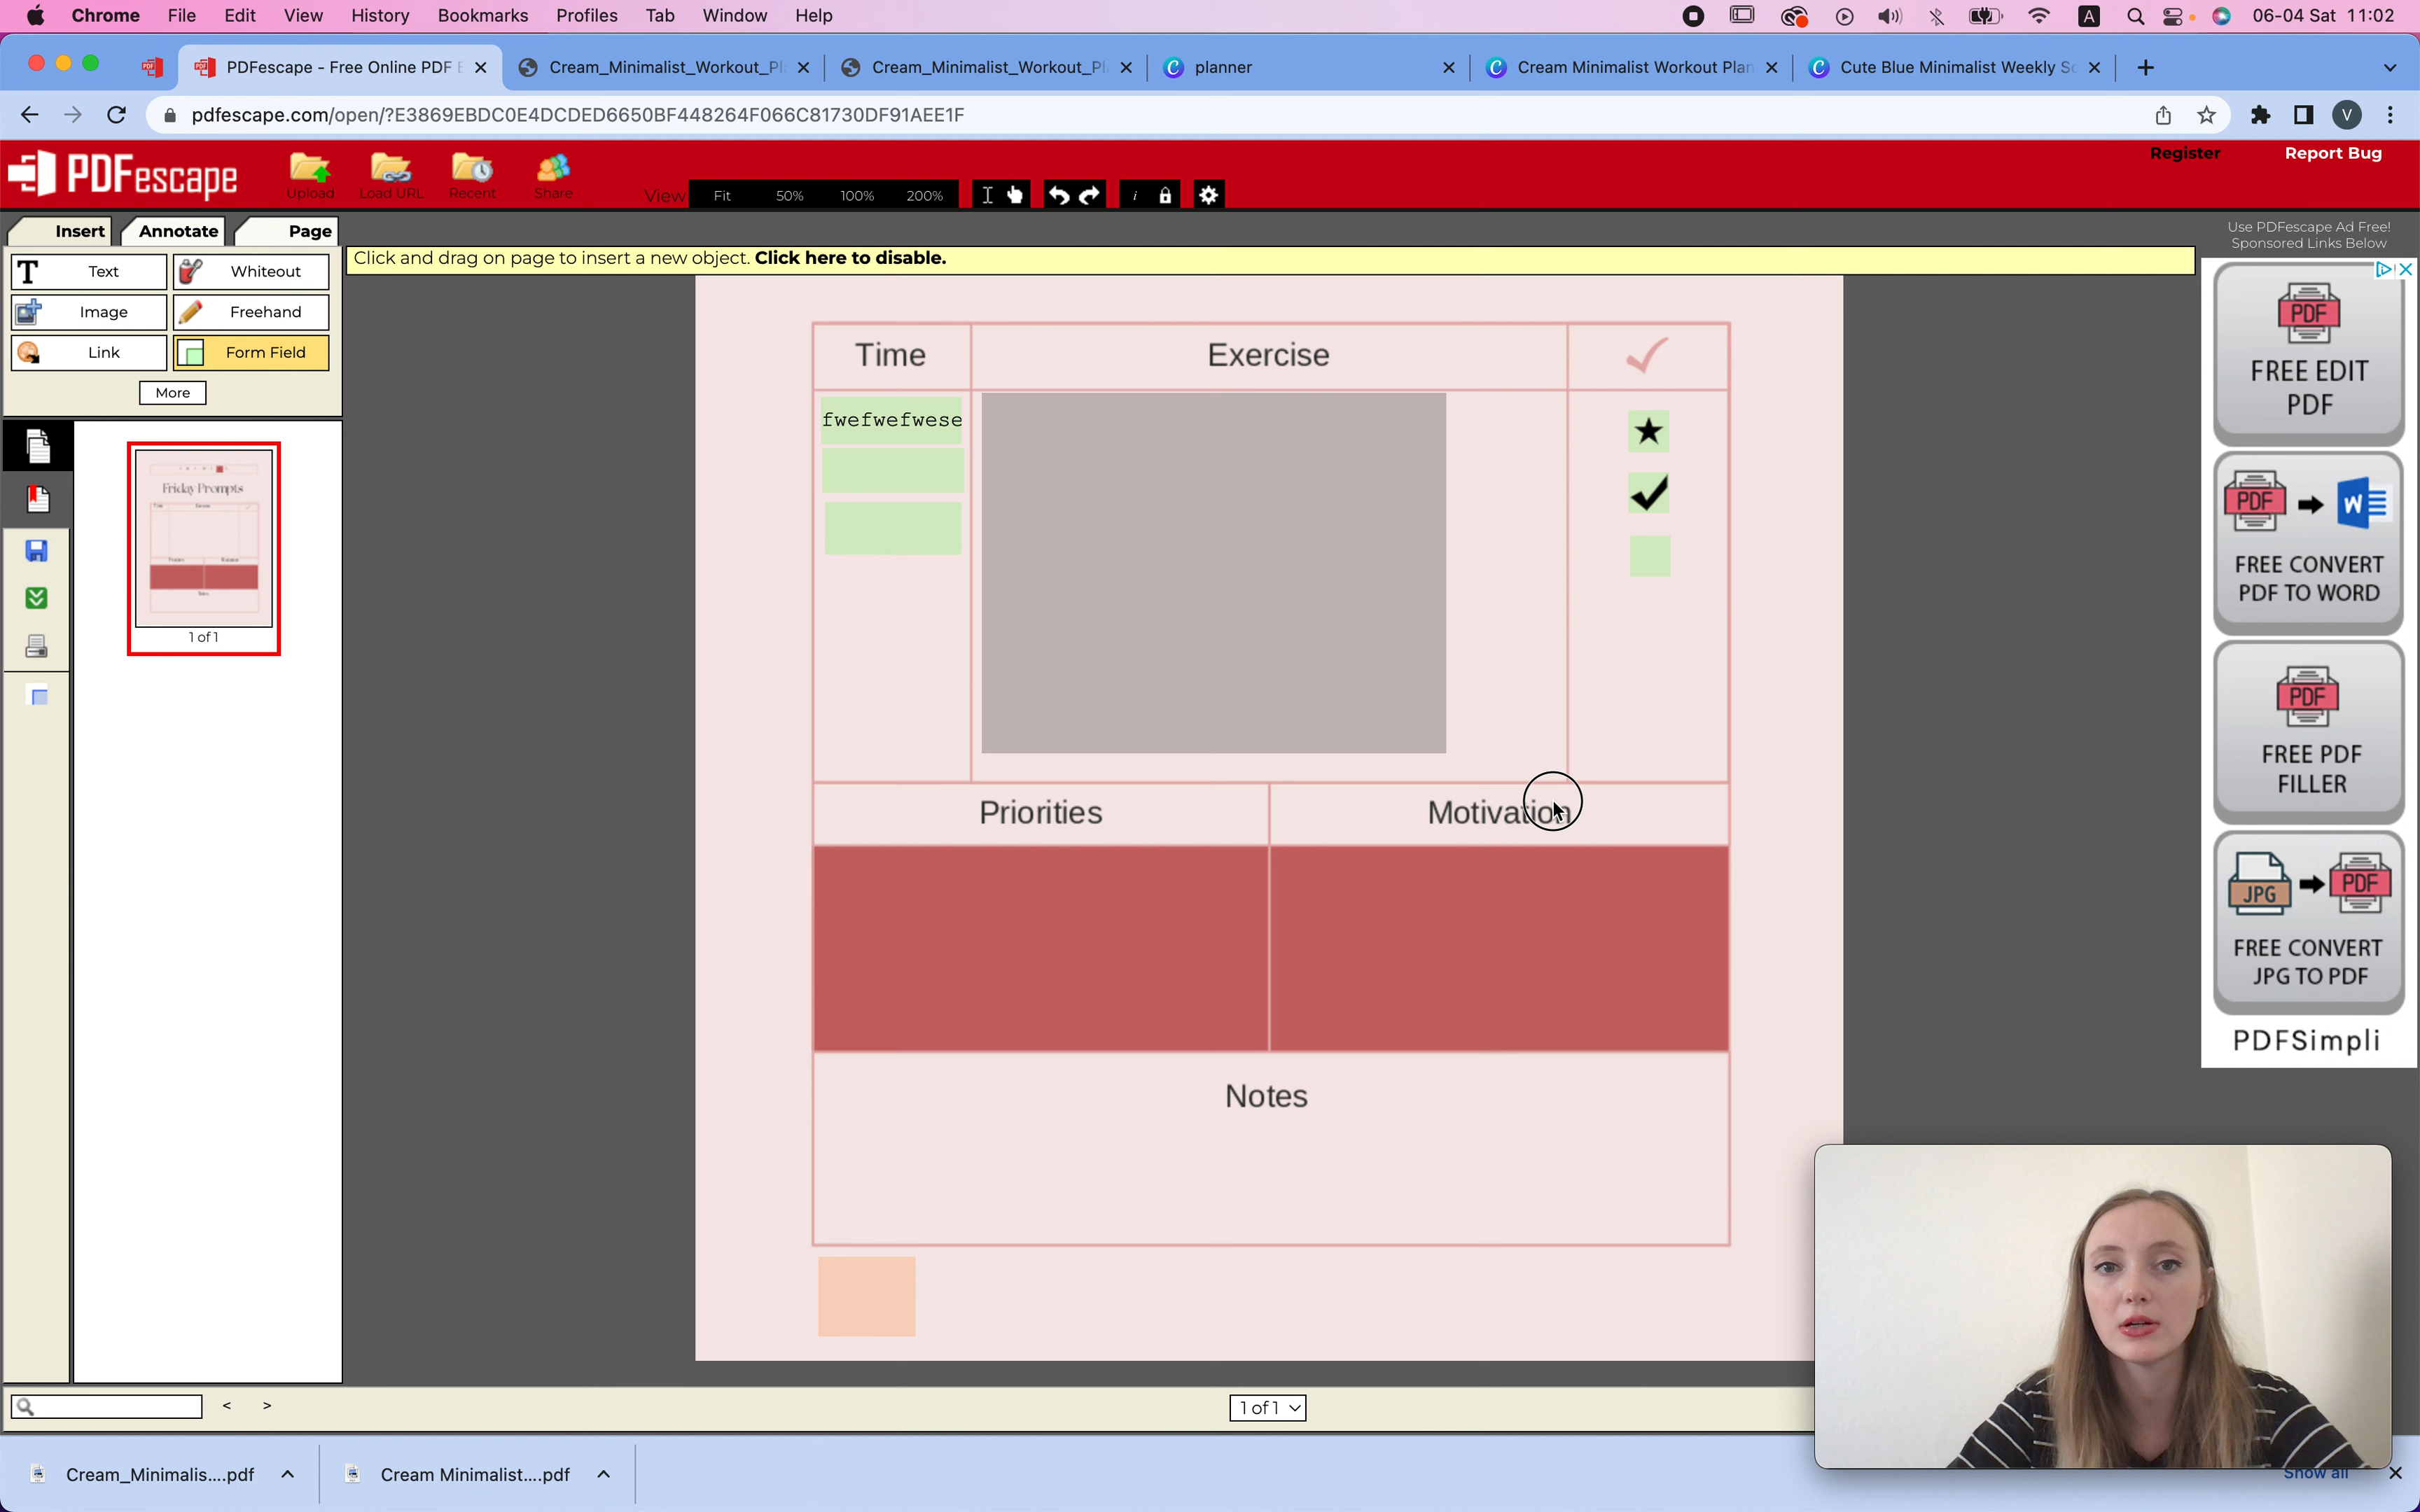 Chrome File Edit View History Bookmarks Profiles Tab Window Help
A 06-04 Sat 11:02
PDFescape - Free Online PDF E Cream_Minimalist_Workout_Pl Cream_Minimalist_Workout_Pl planner Cream Minimalist Workout Plan Cute Blue Minimalist Weekly Sc
pdfescape.com/open/?E3869EBDC0E4DCDED6650BF448264F066C81730DF91AEE1F
V
PDFescape
Upload Load URL Recent Share
View Fit 50% 100% 200% i
Register Report Bug
Insert Annotate Page
Text Whiteout
Image Freehand
Link Form Field
More
Click and drag on page to insert a new object. Click here to disable.
Friday Prompts
1 of 1
Time Exercise
fwefwefwese
Priorities Motivation
Notes
Use PDFescape Ad Free!
Sponsored Links Below
PDF
FREE EDIT
PDF
PDF W
FREE CONVERT
PDF TO WORD
PDF
FREE PDF
FILLER
JPG PDF
FREE CONVERT
JPG TO PDF
PDFSimpli
< >
1 of 1
Cream_Minimalis....pdf Cream Minimalist....pdf
Show all